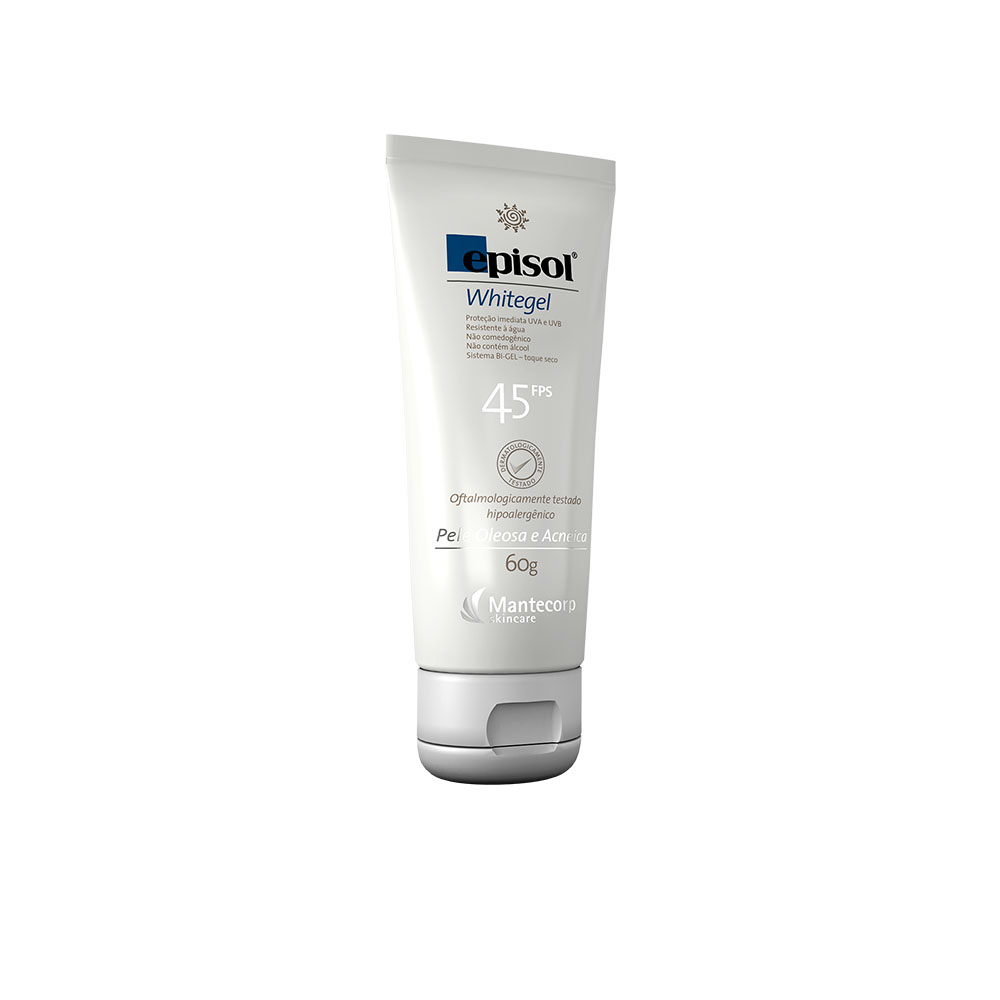 episol®
Whitegel
Proteção imediata UVA e UVB
Resistente à água
Não comedogênico
Não contém álcool
Sistema BI-GEL – toque seco
45 FPS
DERMATOLOGICAMENTE
TESTADO
Oftalmologicamente testado
hipoalergênico
Pele Oleosa e Acneica
60g
Mantecorp
skincare